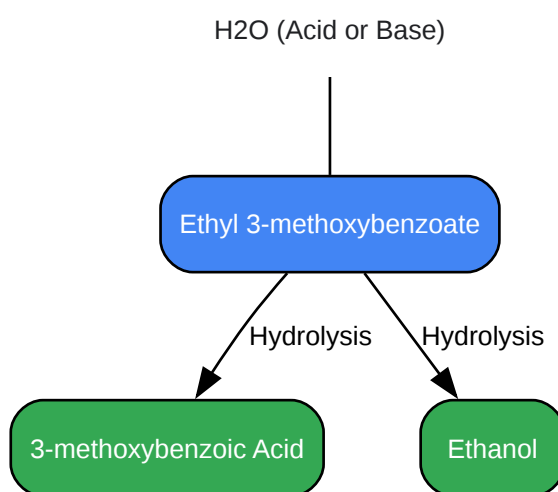 H2O (Acid or Base)
Ethyl 3-methoxybenzoate
Hydrolysis
Hydrolysis
3-methoxybenzoic Acid
Ethanol